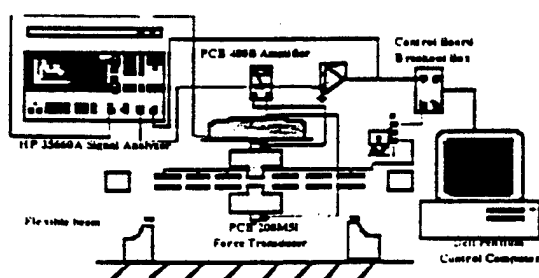 PCB 480B Amplifier
Control Board
Breakout Box
HP 35660A Signal Analyzer
Flexible beam
PCB 208M51
Force Transducer
Dell Pentium
Control Computer